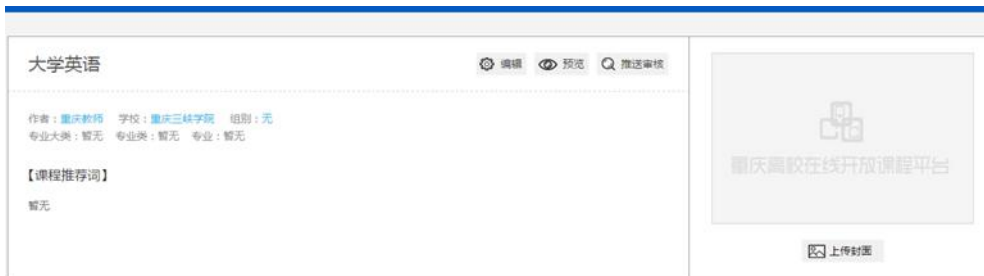 大学英语
编辑 预览 推送审核
作者：重庆教师 学校：重庆三峡学院 组别：无
专业大类：暂无 专业类：暂无 专业：暂无
【课程推荐词】
暂无
重庆高校在线开放课程平台
上传封面